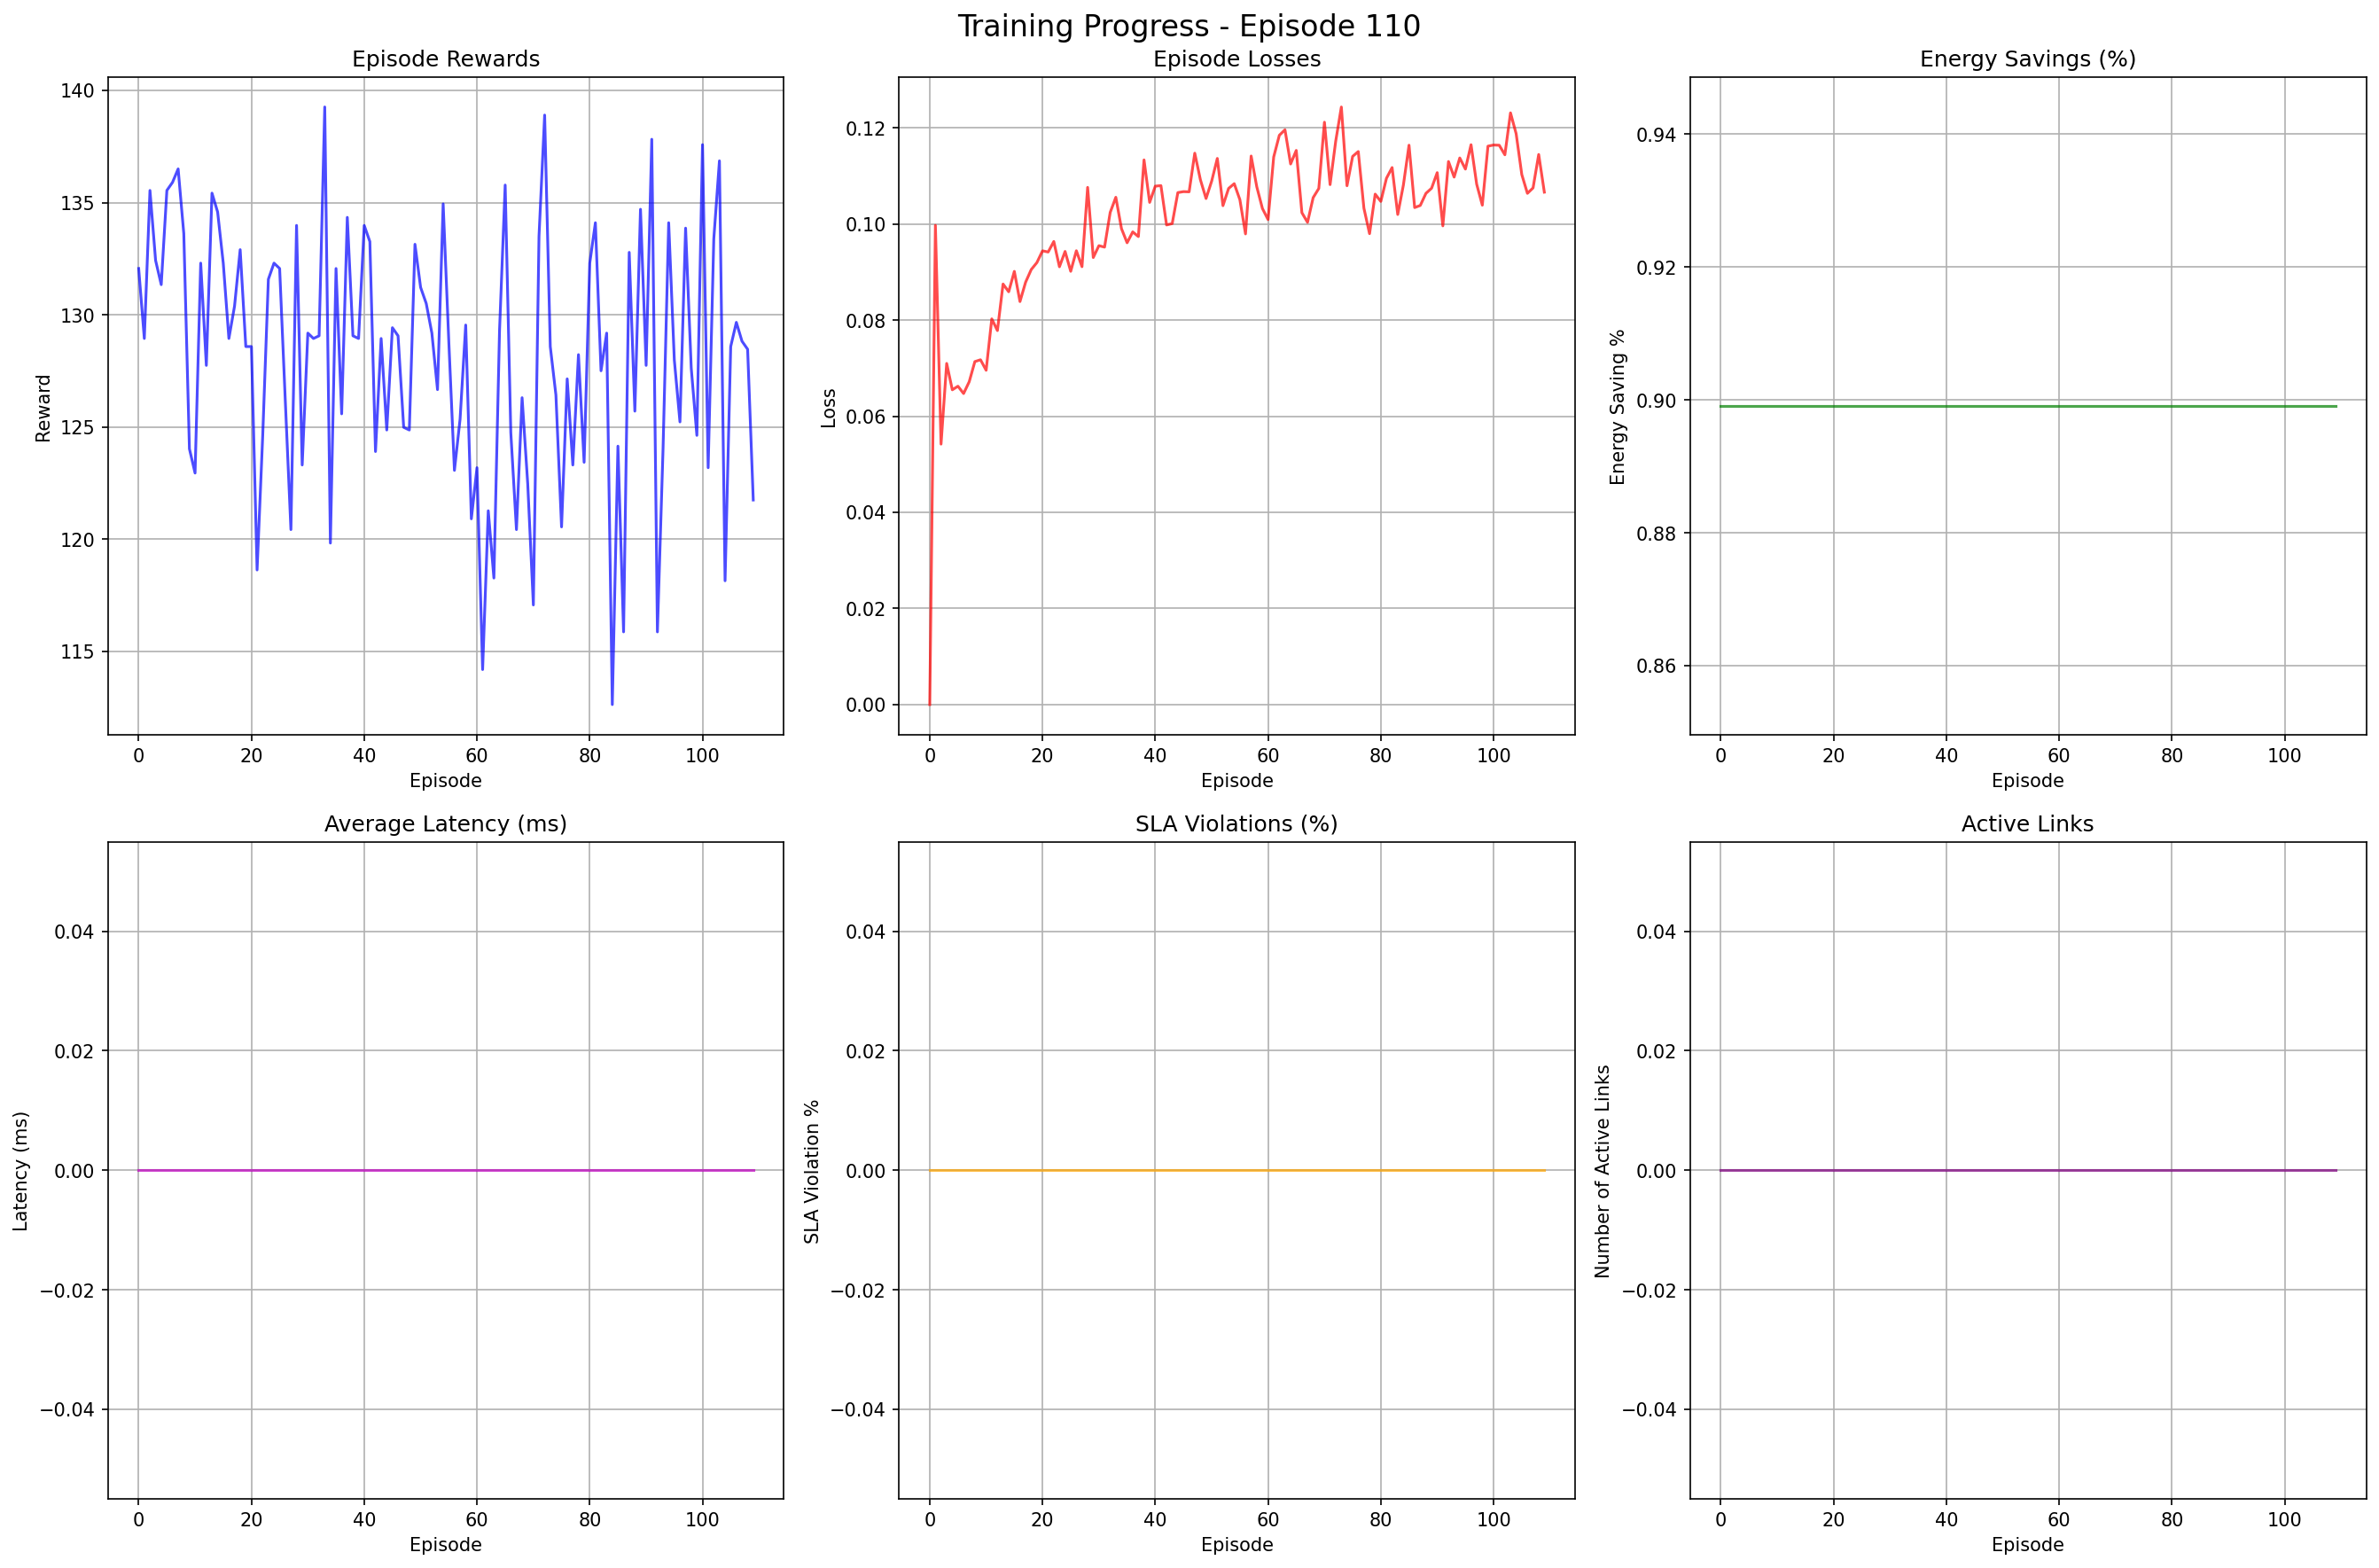 Training Progress - Episode 110
Episode Rewards
140
135
130
125
120
115
Reward
0 20 40 60 80 100
Episode
Episode Losses
0.12
0.10
0.08
0.06
0.04
0.02
0.00
Loss
0 20 40 60 80 100
Episode
Energy Savings (%)
0.94
0.92
0.90
0.88
0.86
Energy Saving %
0 20 40 60 80 100
Episode
Average Latency (ms)
0.04
0.02
0.00
−0.02
−0.04
Latency (ms)
0 20 40 60 80 100
Episode
SLA Violations (%)
0.04
0.02
0.00
−0.02
−0.04
SLA Violation %
0 20 40 60 80 100
Episode
Active Links
0.04
0.02
0.00
−0.02
−0.04
Number of Active Links
0 20 40 60 80 100
Episode